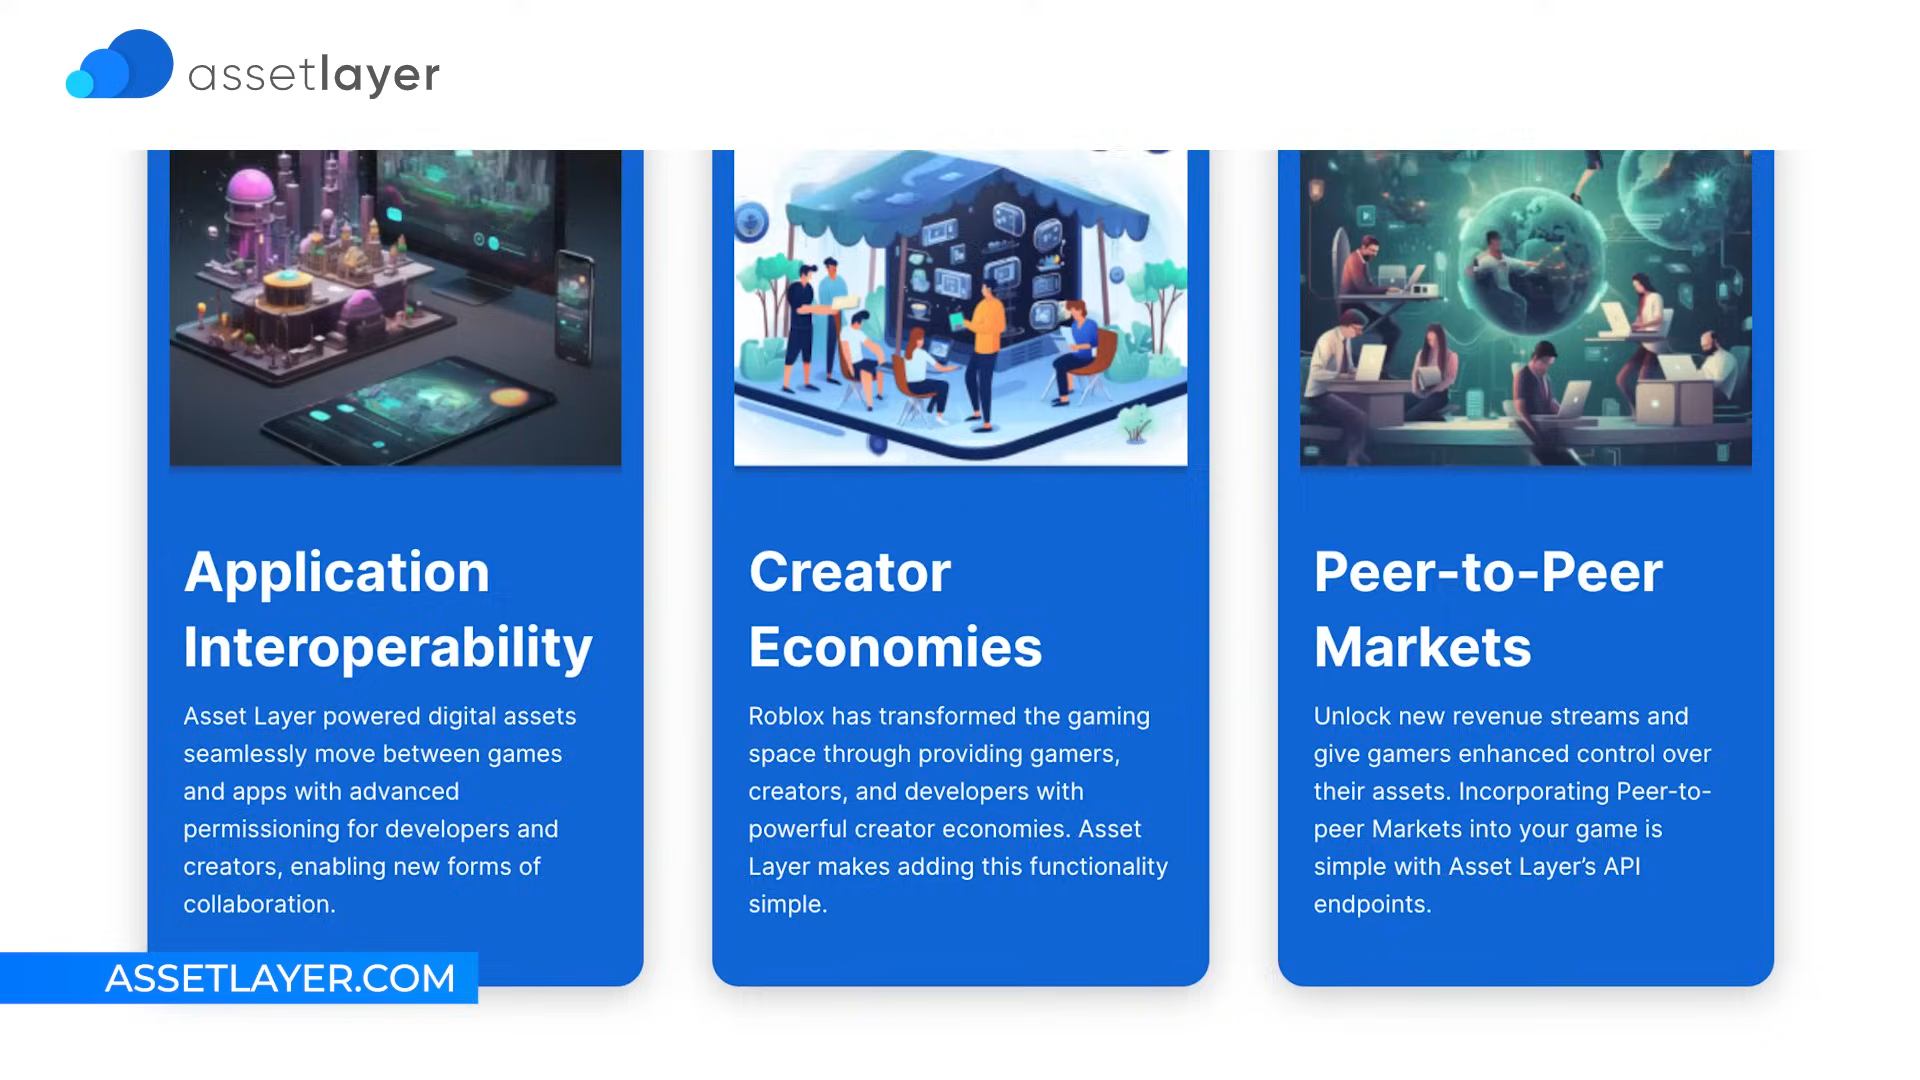 assetlayer
Application
Interoperability
Asset Layer powered digital assets
seamlessly move between games
and apps with advanced
permissioning for developers and
creators, enabling new forms of
collaboration.
Creator
Economies
Roblox has transformed the gaming
space through providing gamers,
creators, and developers with
powerful creator economies. Asset
Layer makes adding this functionality
simple.
Peer-to-Peer
Markets
Unlock new revenue streams and
give gamers enhanced control over
their assets. Incorporating Peer-to-
peer Markets into your game is
simple with Asset Layer’s API
endpoints.
ASSETLAYER.COM